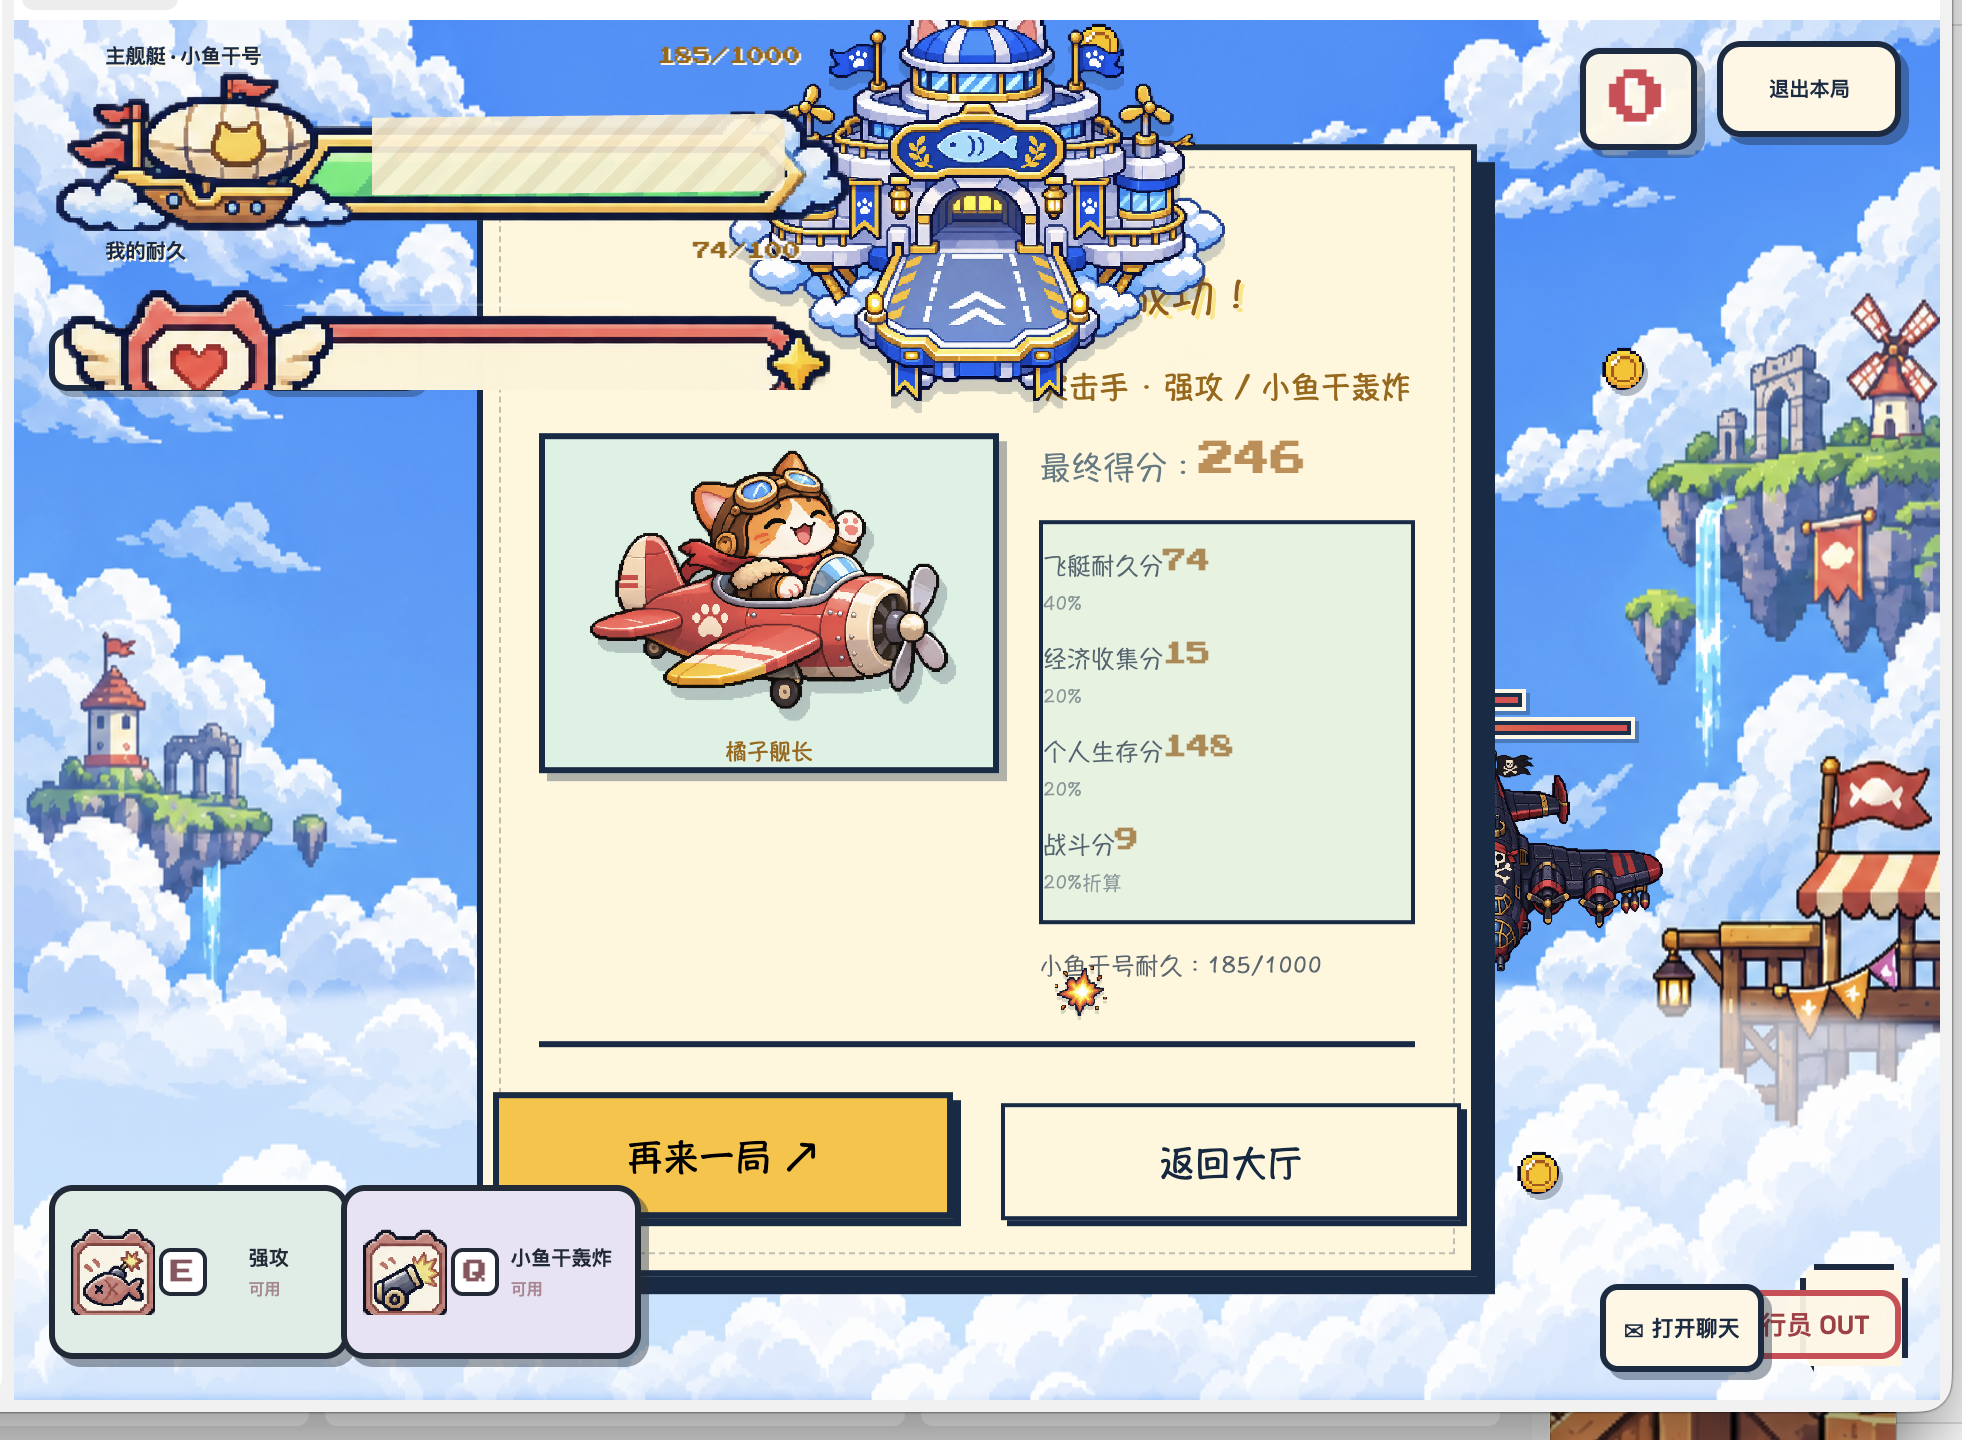 主舰艇·小鱼干号
185/1000
0
退出本局
我的耐久
74/100
成功！
击手·强攻 / 小鱼干轰炸
最终得分：246
飞艇耐久分74
40%
经济收集分15
20%
个人生存分148
20%
战斗分9
20%折算
橘子舰长
小鱼干号耐久：185/1000
再来一局 ↗
返回大厅
E
强攻
可用
Q
小鱼干轰炸
可用
✉ 打开聊天
行员 OUT